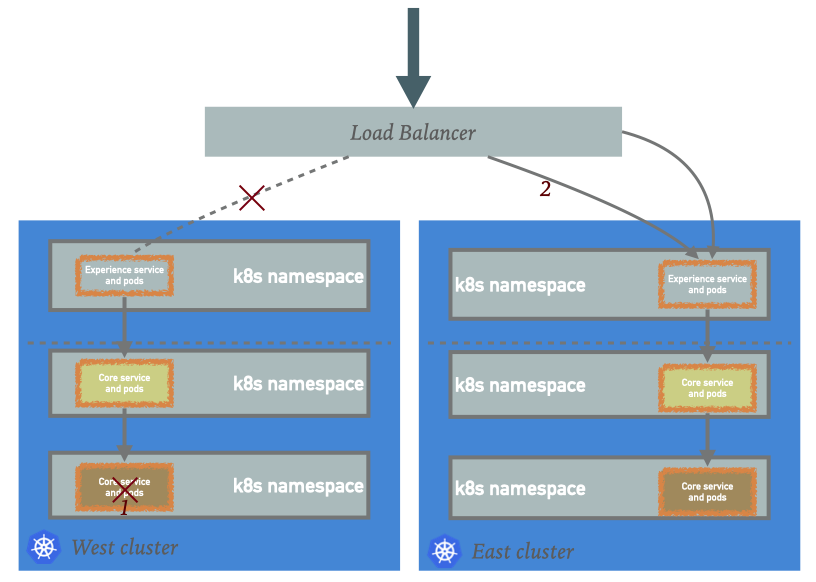 Load Balancer
2
Experience service
and pods
k8s namespace
Core service
and pods
k8s namespace
Core service
and pods
k8s namespace
1
West cluster
k8s namespace
Experience service
and pods
k8s namespace
Core service
and pods
k8s namespace
Core service
and pods
East cluster